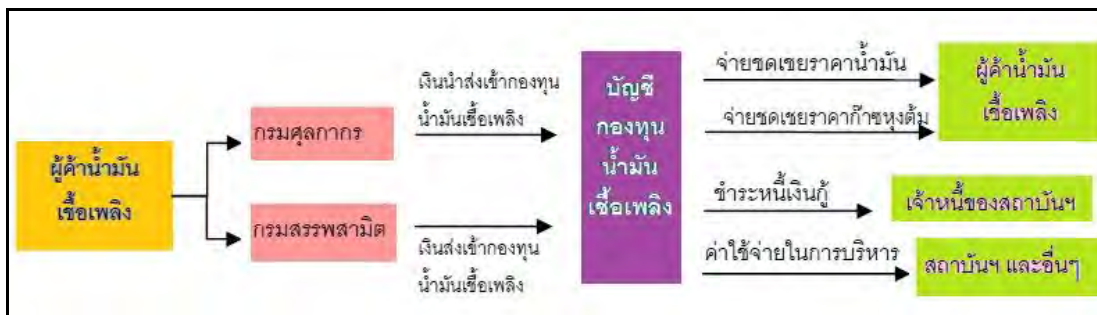 ผู้ค้าน้ำมัน
เชื้อเพลิง
กรมศุลกากร
กรมสรรพสามิต
เงินนำส่งเข้ากองทุน
น้ำมันเชื้อเพลิง
เงินส่งเข้ากองทุน
น้ำมันเชื้อเพลิง
บัญชี
กองทุน
น้ำมัน
เชื้อเพลิง
จ่ายชดเชยราคาน้ำมัน
จ่ายชดเชยราคาก๊าซหุงต้ม
ชำระหนี้เงินกู้
ค่าใช้จ่ายในการบริหาร
ผู้ค้าน้ำมัน
เชื้อเพลิง
เจ้าหนี้ของสถาบันฯ
สถาบันฯ และอื่นๆ